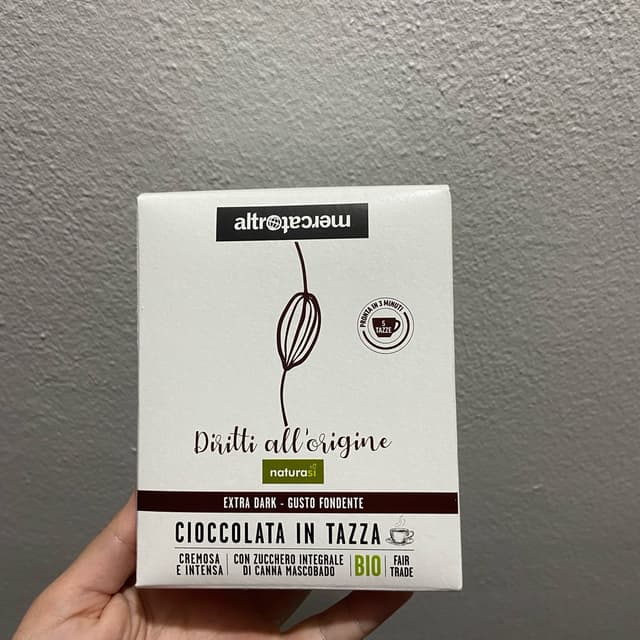 altromercato
PRONTA IN 3 MINUTI
5
TAZZE
Diritti all'origine
naturasì
EXTRA DARK - GUSTO FONDENTE
CIOCCOLATA IN TAZZA
CREMOSA
E INTENSA
CON ZUCCHERO INTEGRALE
DI CANNA MASCOBADO
BIO
FAIR
TRADE